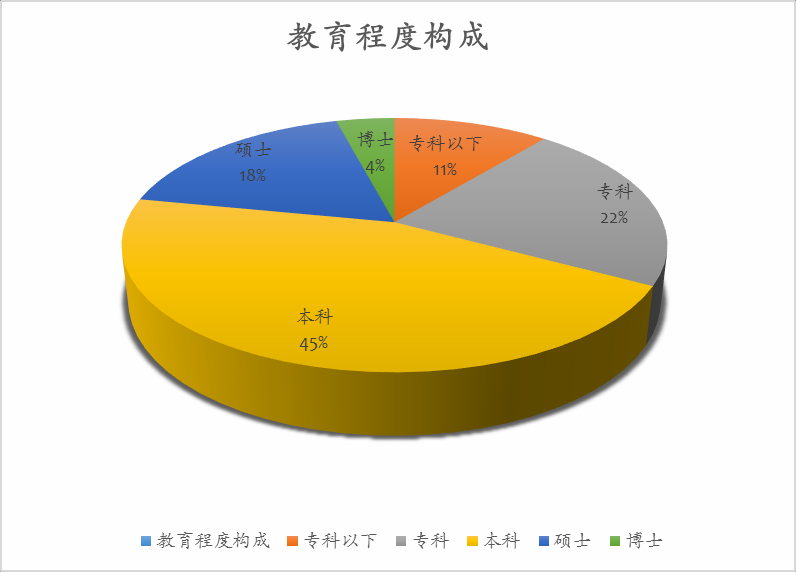 教育程度构成
博士
4%
专科以下
11%
硕士
18%
专科
22%
本科
45%
教育程度构成 专科以下 专科 本科 硕士 博士